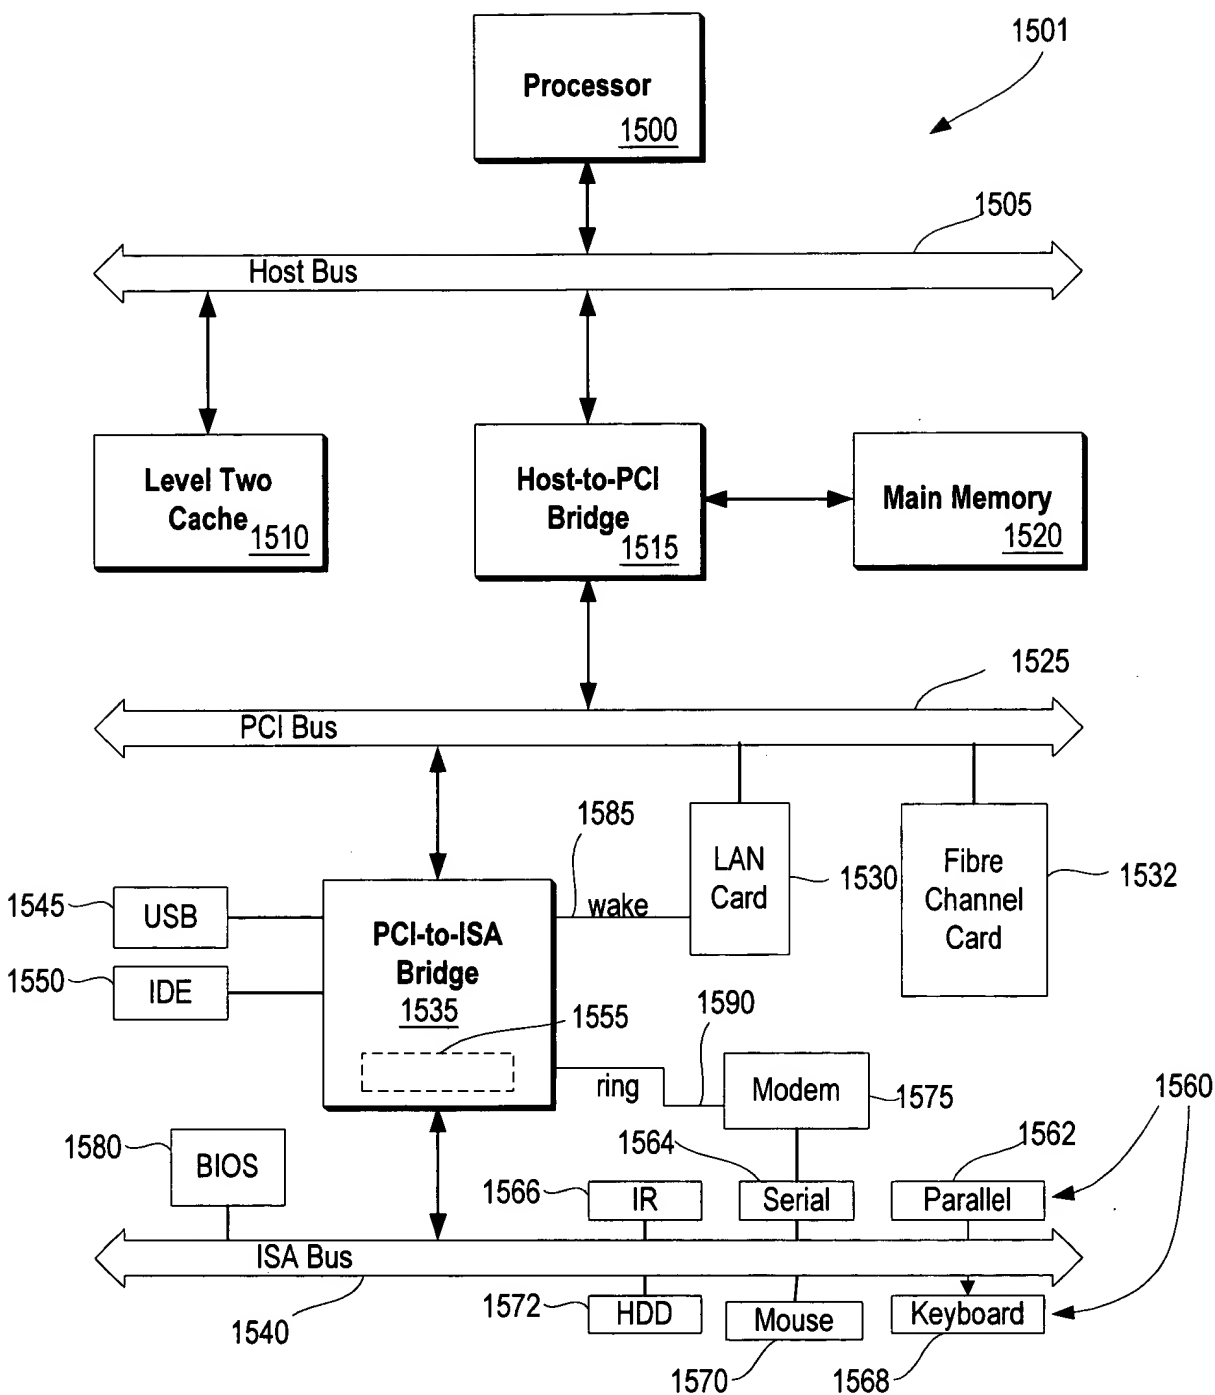 1501
Processor
1500
1505
Host Bus
Level Two
Cache
1510
Host-to-PCI
Bridge
1515
Main Memory
1520
1525
PCI Bus
1585
LAN
Card
1530
Fibre
Channel
Card
1532
1545
USB
wake
PCI-to-ISA
Bridge
1535
1550
IDE
1555
1590
ring
Modem
1575
1560
1580
BIOS
1564
1562
1566
IR
Serial
Parallel
ISA Bus
1572
HDD
Mouse
Keyboard
1540
1570
1568